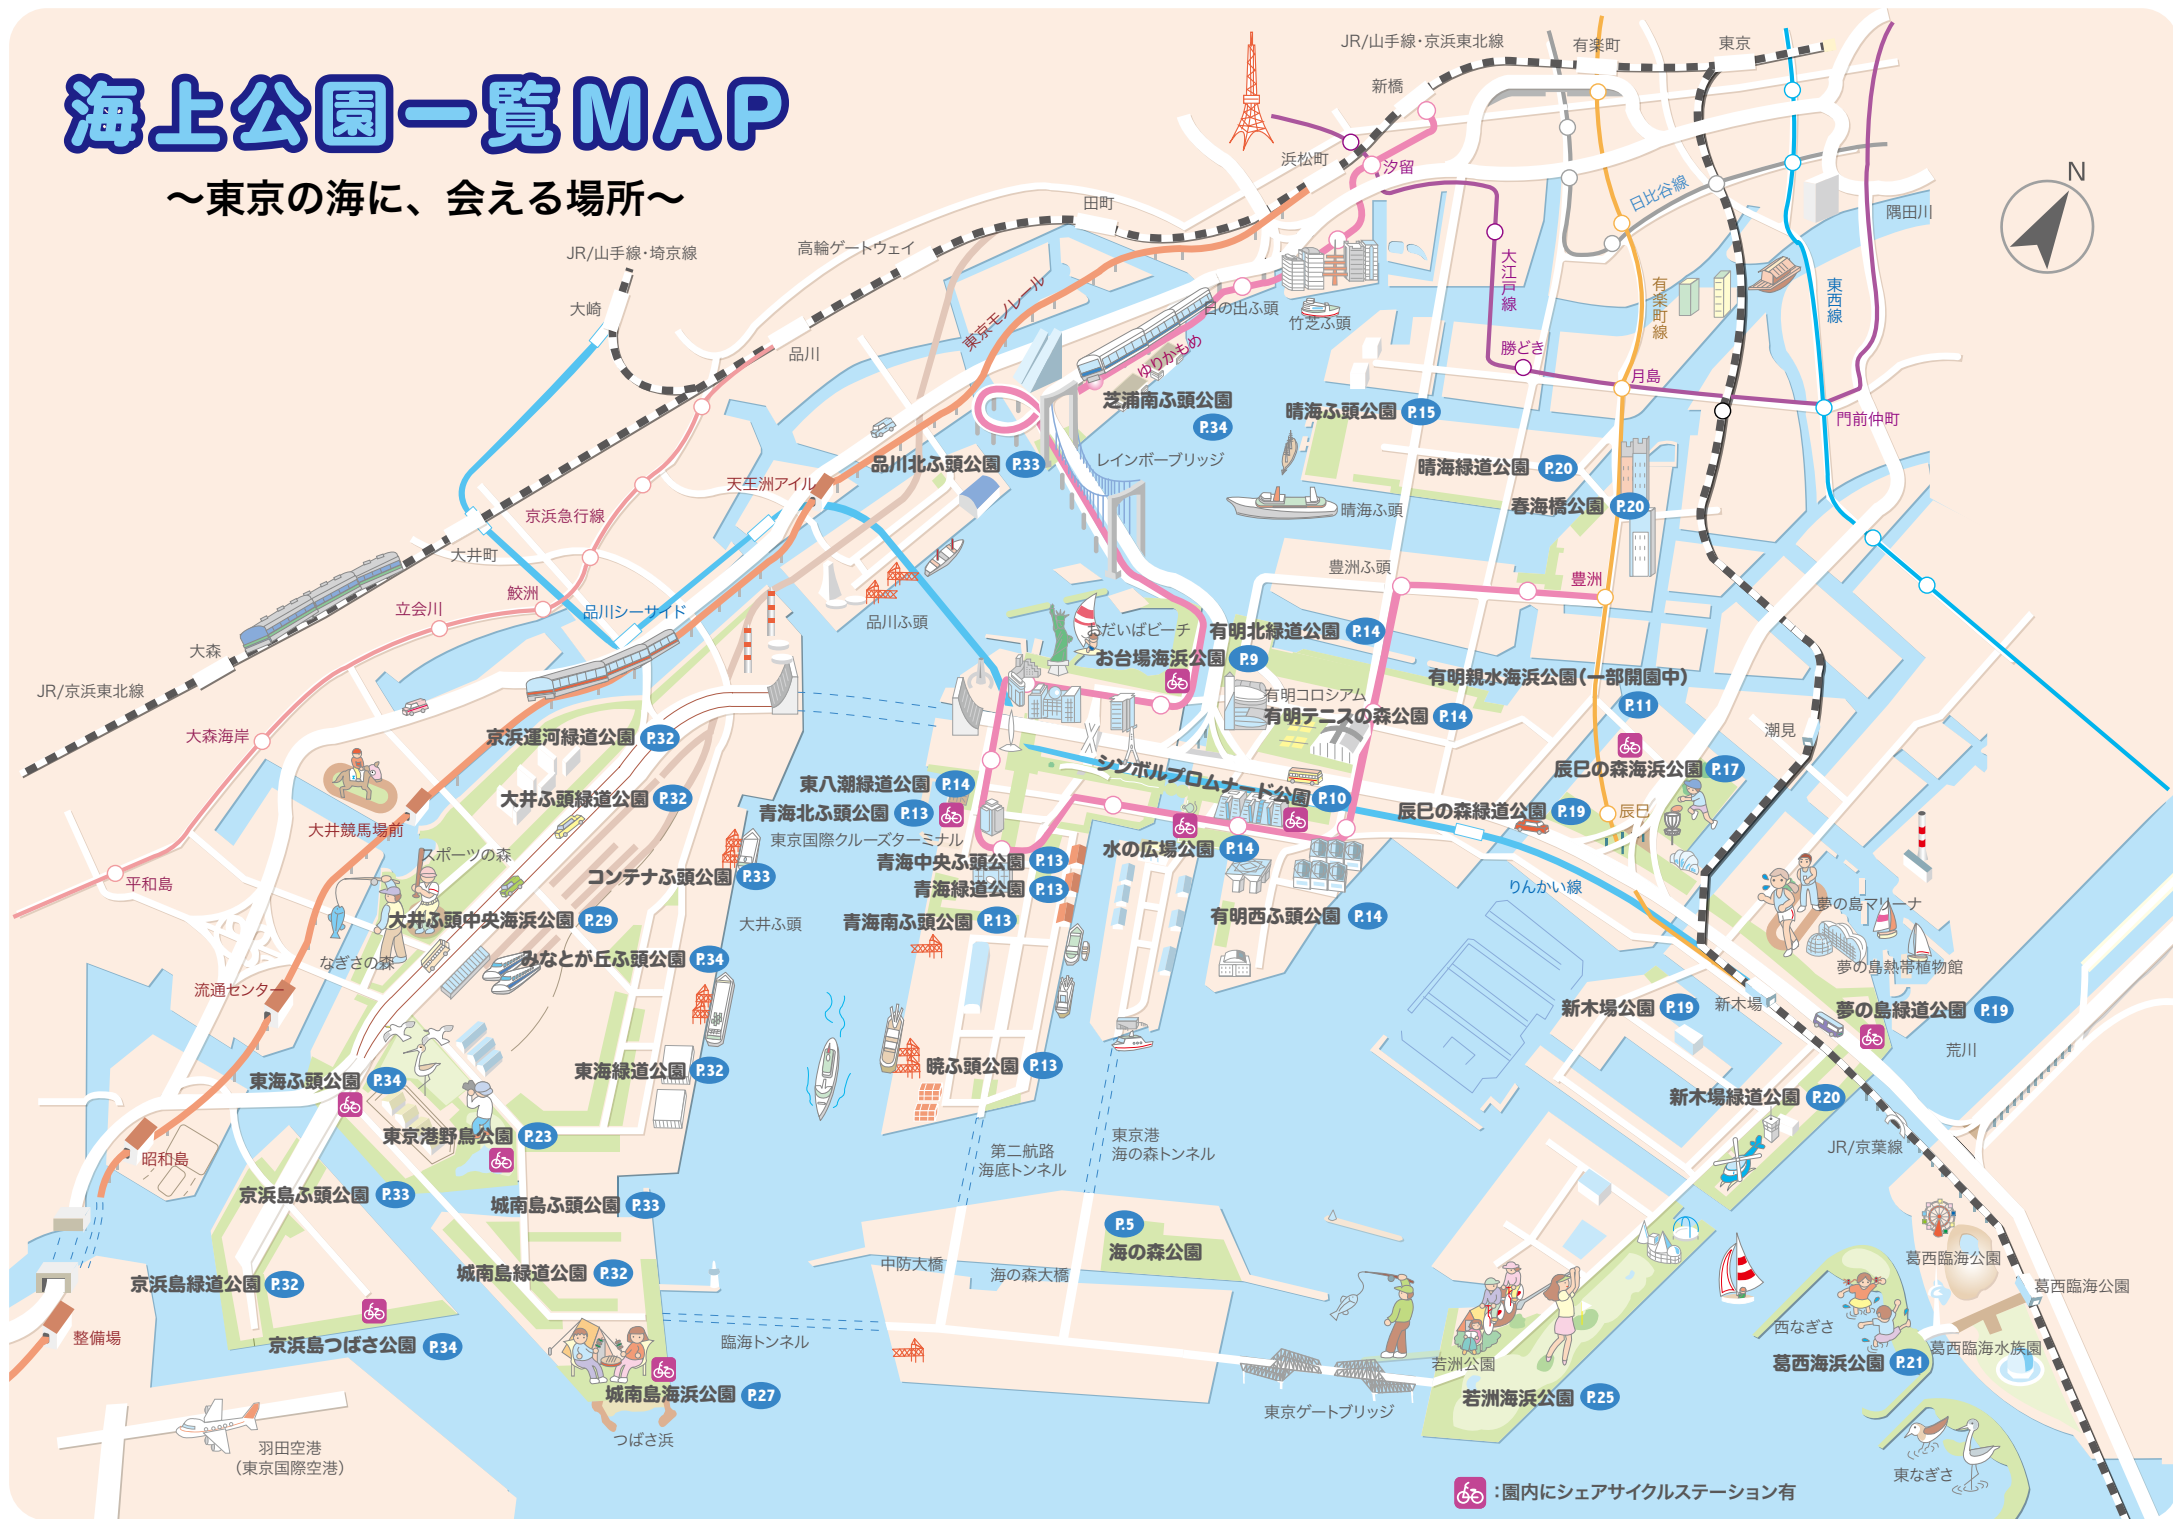 海上公園一覧MAP
～東京の海に、会える場所～
JR/山手線・京浜東北線
有楽町
東京
新橋
浜松町
汐留
日比谷線
隅田川
N
田町
高輪ゲートウェイ
JR/山手線・埼京線
大崎
東京モノレール
日の出ふ頭
竹芝ふ頭
大江戸線
有楽町線
東西線
品川
ゆりかもめ
勝どき
月島
門前仲町
芝浦南ふ頭公園 P.34
晴海ふ頭公園 P.15
レインボーブリッジ
品川北ふ頭公園 P.33
晴海緑道公園 P.20
天王洲アイル
春海橋公園 P.20
晴海ふ頭
京浜急行線
大井町
豊洲ふ頭
豊洲
鮫洲
立会川
品川シーサイド
品川ふ頭
おだいばビーチ
有明北緑道公園 P.14
大森
お台場海浜公園 P.9
JR/京浜東北線
有明コロシアム
有明親水海浜公園(一部開園中)
P.11
有明テニスの森公園 P.14
潮見
大森海岸
京浜運河緑道公園 P.32
シンボルプロムナード公園 P.10
辰巳の森海浜公園 P.17
東八潮緑道公園 P.14
大井ふ頭緑道公園 P.32
青海北ふ頭公園 P.13
辰巳の森緑道公園 P.19
辰巳
大井競馬場前
東京国際クルーズターミナル
水の広場公園 P.14
スポーツの森
青海中央ふ頭公園 P.13
コンテナふ頭公園 P.33
平和島
青海緑道公園 P.13
りんかい線
夢の島マリーナ
大井ふ頭中央海浜公園 P.29
大井ふ頭
青海南ふ頭公園 P.13
有明西ふ頭公園 P.14
なぎさの森
みなとが丘ふ頭公園 P.34
夢の島熱帯植物館
流通センター
新木場公園 P.19
新木場
夢の島緑道公園 P.19
荒川
東海ふ頭公園 P.34
東海緑道公園 P.32
暁ふ頭公園 P.13
新木場緑道公園 P.20
東京港野鳥公園 P.23
第二航路
海底トンネル
東京港
海の森トンネル
JR/京葉線
昭和島
京浜島ふ頭公園 P.33
城南島ふ頭公園 P.33
P.5
海の森公園
中防大橋
海の森大橋
葛西臨海公園
葛西臨海公園
京浜島緑道公園 P.32
城南島緑道公園 P.32
整備場
京浜島つばさ公園 P.34
臨海トンネル
西なぎさ
葛西臨海水族園
若洲公園
葛西海浜公園 P.21
城南島海浜公園 P.27
若洲海浜公園 P.25
東京ゲートブリッジ
つばさ浜
羽田空港
(東京国際空港)
東なぎさ
:園内にシェアサイクルステーション有